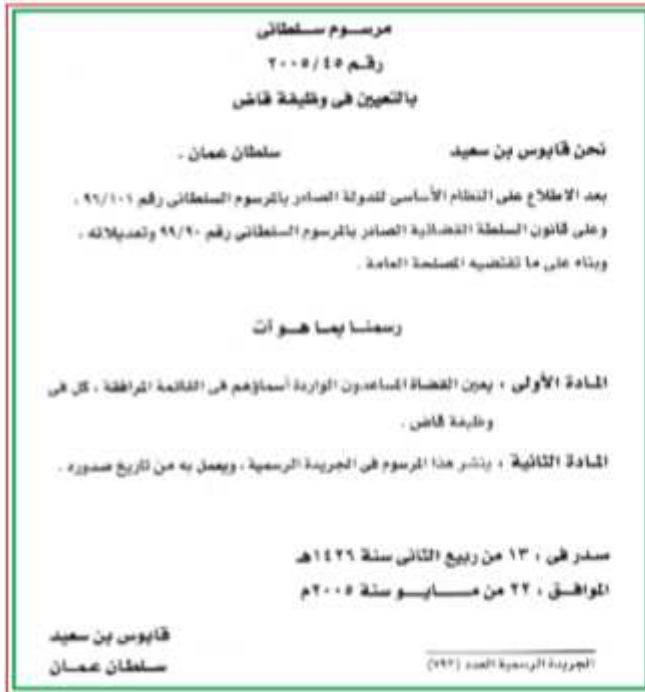 مرسوم سلطانى
رقم ٢٠٠٥/٤٥
بالتعيين فى وظيفة قاض
نحن قابوس بن سعيد سلطان عمان .
بعد الاطلاع على النظام الأساسى للدولة الصادر بالمرسوم السلطانى رقم ٩٦/١٠١ ،
وعلى قانون السلطة القضائية الصادر بالمرسوم السلطانى رقم ٩٩/٩٠ وتعديلاته ،
وبناء على ما تقتضيه المصلحة العامة .
رسمنا بما هو آت
المادة الأولى : يعين القضاة المساعدون الواردة أسماؤهم فى القائمة المرافقة ، كل فى
وظيفة قاض .
المادة الثانية : ينشر هذا المرسوم فى الجريدة الرسمية ، ويعمل به من تاريخ صدوره .
صدر فى : ١٣ من ربيع الثانى سنة ١٤٢٦هـ
الموافق : ٢٢ من مايو سنة ٢٠٠٥م
قابوس بن سعيد
سلطان عمان
الجريدة الرسمية العدد (٧٩٢)